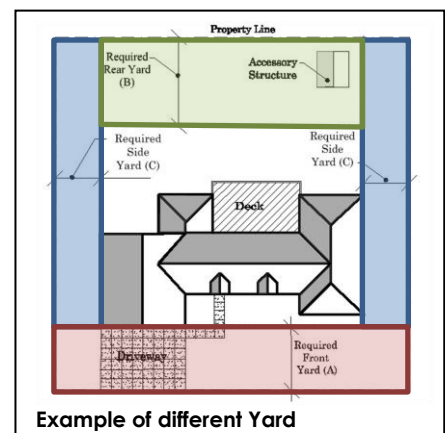 Property Line
Required
Rear Yard
(B)
Accessory
Structure
Required
Side
Yard (C)
Required
Side
Yard (C)
Deck
Driveway
Required
Front
Yard (A)
Example of different Yard